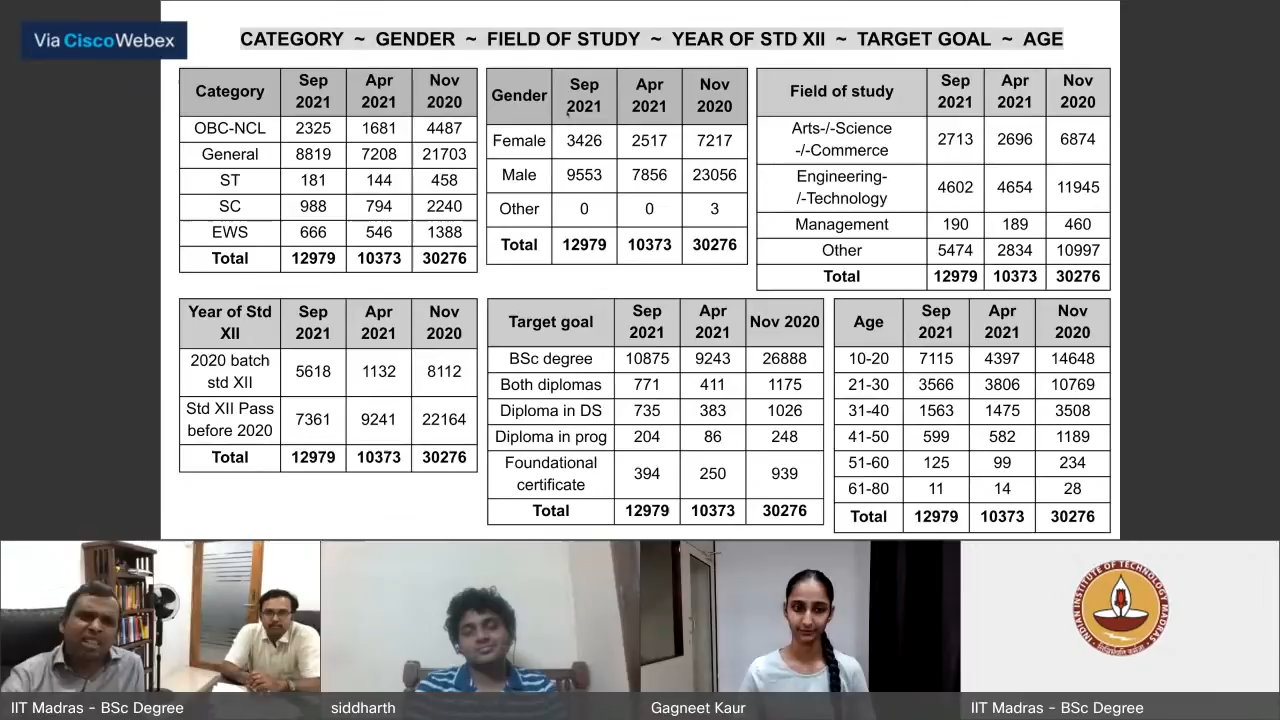 Via Cisco Webex
CATEGORY ~ GENDER ~ FIELD OF STUDY ~ YEAR OF STD XII ~ TARGET GOAL ~ AGE
Category Sep 2021 Apr 2021 Nov 2020
OBC-NCL 2325 1681 4487
General 8819 7208 21703
ST 181 144 458
SC 988 794 2240
EWS 666 546 1388
Total 12979 10373 30276
Gender Sep 2021 Apr 2021 Nov 2020
Female 3426 2517 7217
Male 9553 7856 23056
Other 0 0 3
Total 12979 10373 30276
Field of study Sep 2021 Apr 2021 Nov 2020
Arts-/-Science
-/-Commerce 2713 2696 6874
Engineering-
/-Technology 4602 4654 11945
Management 190 189 460
Other 5474 2834 10997
Total 12979 10373 30276
Year of Std XII Sep 2021 Apr 2021 Nov 2020
2020 batch
std XII 5618 1132 8112
Std XII Pass
before 2020 7361 9241 22164
Total 12979 10373 30276
Target goal Sep 2021 Apr 2021 Nov 2020
BSc degree 10875 9243 26888
Both diplomas 771 411 1175
Diploma in DS 735 383 1026
Diploma in prog 204 86 248
Foundational
certificate 394 250 939
Total 12979 10373 30276
Age Sep 2021 Apr 2021 Nov 2020
10-20 7115 4397 14648
21-30 3566 3806 10769
31-40 1563 1475 3508
41-50 599 582 1189
51-60 125 99 234
61-80 11 14 28
Total 12979 10373 30276
INDIAN INSTITUTE OF TECHNOLOGY MADRAS
IIT Madras - BSc Degree
siddharth
Gagneet Kaur
IIT Madras - BSc Degree